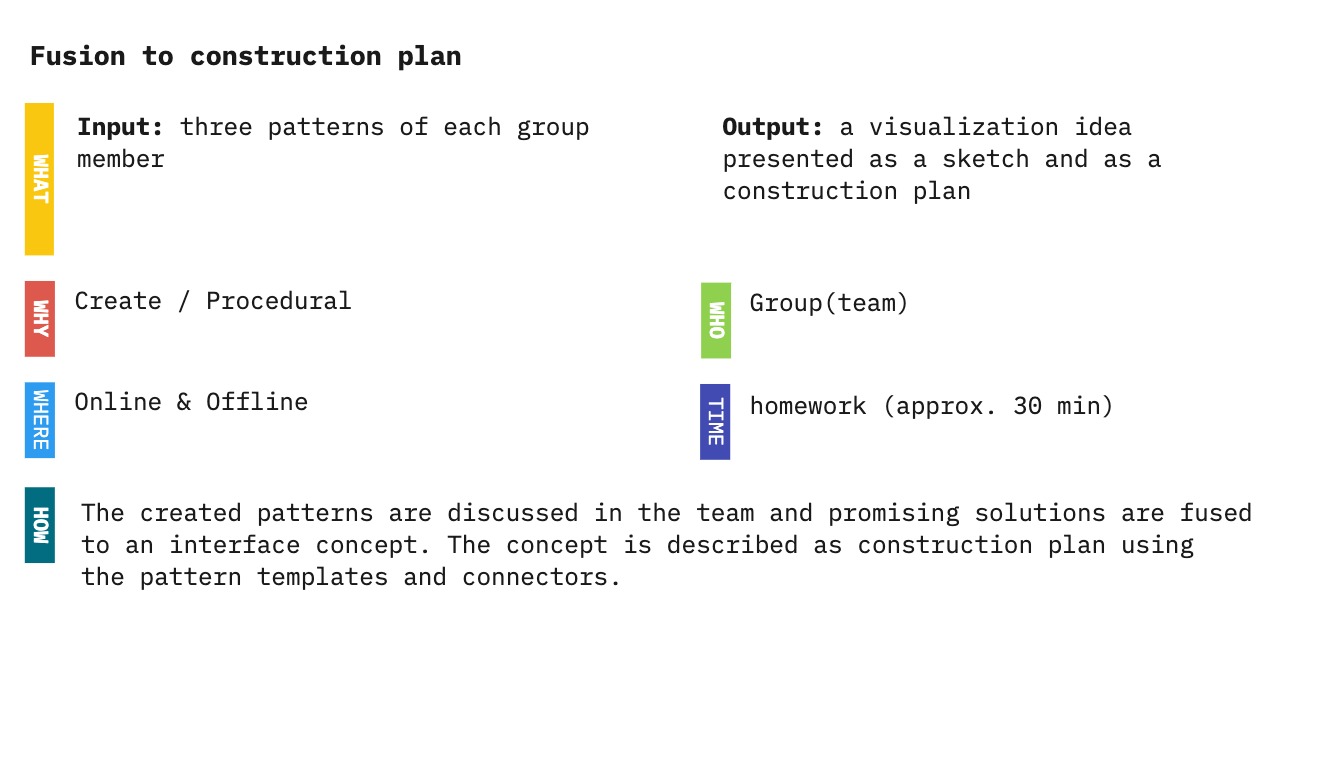 Fusion to construction plan
WHAT
Input: three patterns of each group
member
Output: a visualization idea
presented as a sketch and as a
construction plan
WHY
Create / Procedural
WHO
Group(team)
WHERE
Online & Offline
TIME
homework (approx. 30 min)
HOW
The created patterns are discussed in the team and promising solutions are fused
to an interface concept. The concept is described as construction plan using
the pattern templates and connectors.